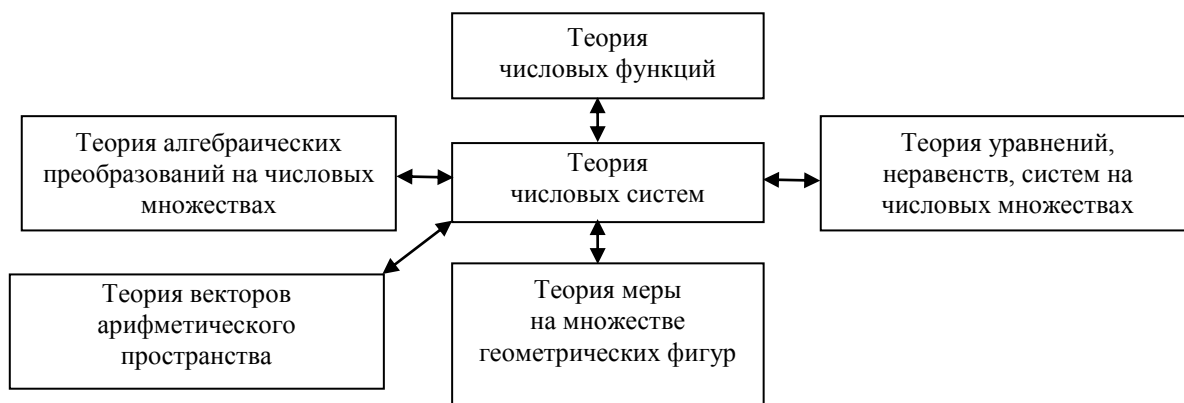 Теория
числовых функций
Теория алгебраических
преобразований на числовых
множествах
Теория
числовых систем
Теория уравнений,
неравенств, систем на
числовых множествах
Теория векторов
арифметического
пространства
Теория меры
на множестве
геометрических фигур